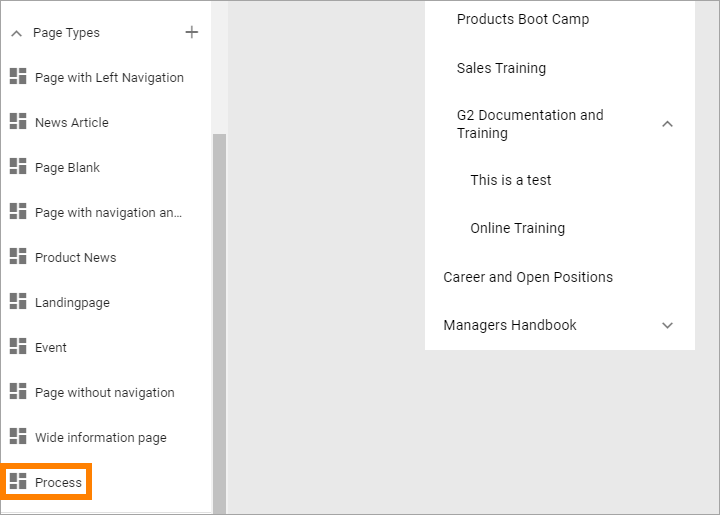 Page Types
Page with Left Navigation
News Article
Page Blank
Page with navigation an...
Product News
Landingpage
Event
Page without navigation
Wide information page
Process
Products Boot Camp
Sales Training
G2 Documentation and
Training
This is a test
Online Training
Career and Open Positions
Managers Handbook